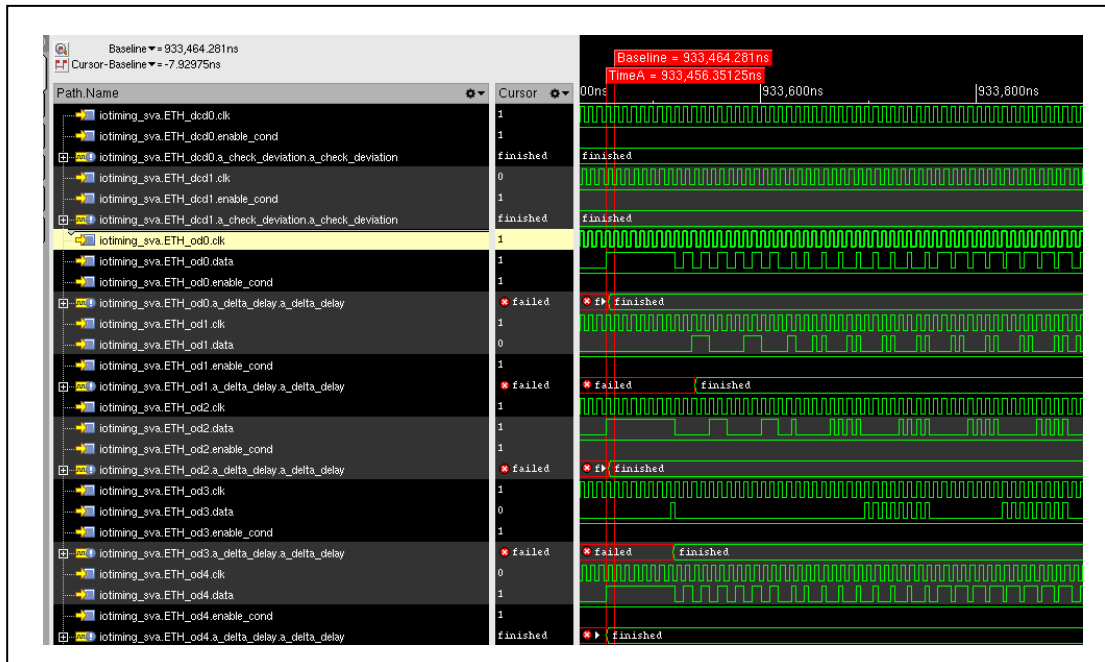 Baseline▼= 933,464.281ns
Cursor-Baseline▼= -7.92975ns
Baseline = 933,464.281ns
TimeA = 933,456.35125ns
Path.Name Cursor 00ns 933,600ns 933,800ns
iotiming_sva.ETH_dcd0.clk 1
iotiming_sva.ETH_dcd0.enable_cond 1
iotiming_sva.ETH_dcd0.a_check_deviation.a_check_deviation finished finished
iotiming_sva.ETH_dcd1.clk 0
iotiming_sva.ETH_dcd1.enable_cond 1
iotiming_sva.ETH_dcd1.a_check_deviation.a_check_deviation finished finished
iotiming_sva.ETH_od0.clk 1
iotiming_sva.ETH_od0.data 1
iotiming_sva.ETH_od0.enable_cond 1
iotiming_sva.ETH_od0.a_delta_delay.a_delta_delay failed f finished
iotiming_sva.ETH_od1.clk 1
iotiming_sva.ETH_od1.data 0
iotiming_sva.ETH_od1.enable_cond 1
iotiming_sva.ETH_od1.a_delta_delay.a_delta_delay failed failed finished
iotiming_sva.ETH_od2.clk 1
iotiming_sva.ETH_od2.data 1
iotiming_sva.ETH_od2.enable_cond 1
iotiming_sva.ETH_od2.a_delta_delay.a_delta_delay failed f finished
iotiming_sva.ETH_od3.clk 1
iotiming_sva.ETH_od3.data 0
iotiming_sva.ETH_od3.enable_cond 1
iotiming_sva.ETH_od3.a_delta_delay.a_delta_delay failed failed finished
iotiming_sva.ETH_od4.clk 0
iotiming_sva.ETH_od4.data 1
iotiming_sva.ETH_od4.enable_cond 1
iotiming_sva.ETH_od4.a_delta_delay.a_delta_delay finished finished